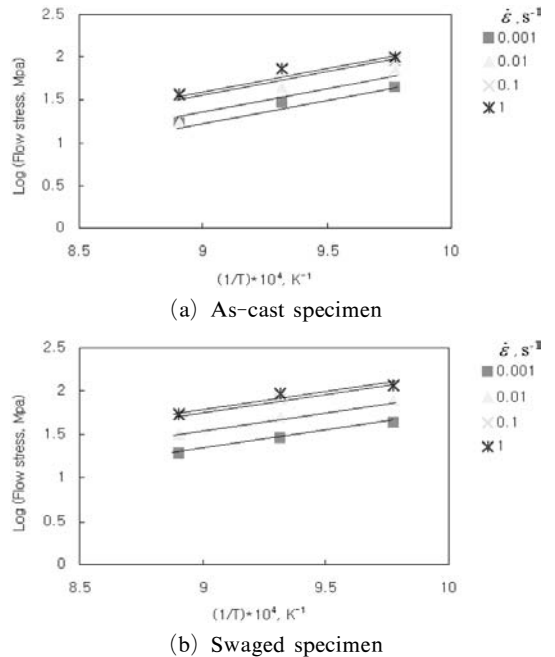 ε̇ , s⁻¹
0.001
0.01
0.1
1
2.5
2
1.5
1
0.5
0
Log (Flow stress, Mpa)
8.5 9 9.5 10
(1/T)*10⁴, K⁻¹
(a) As-cast specimen
ε̇ , s⁻¹
0.001
0.01
0.1
1
2.5
2
1.5
1
0.5
0
Log (Flow stress, Mpa)
8.5 9 9.5 10
(1/T)*10⁴, K⁻¹
(b) Swaged specimen